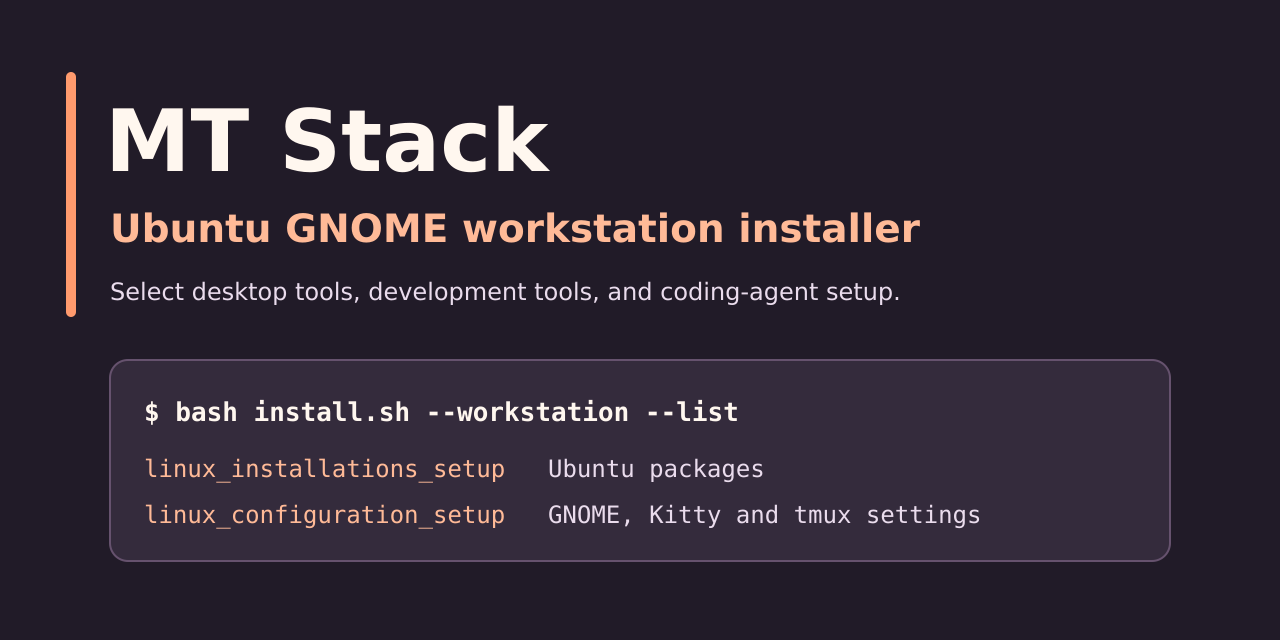 MT Stack
Ubuntu GNOME workstation installer
Select desktop tools, development tools, and coding-agent setup.
$ bash install.sh --workstation --list
linux_installations_setup   Ubuntu packages
linux_configuration_setup   GNOME, Kitty and tmux settings